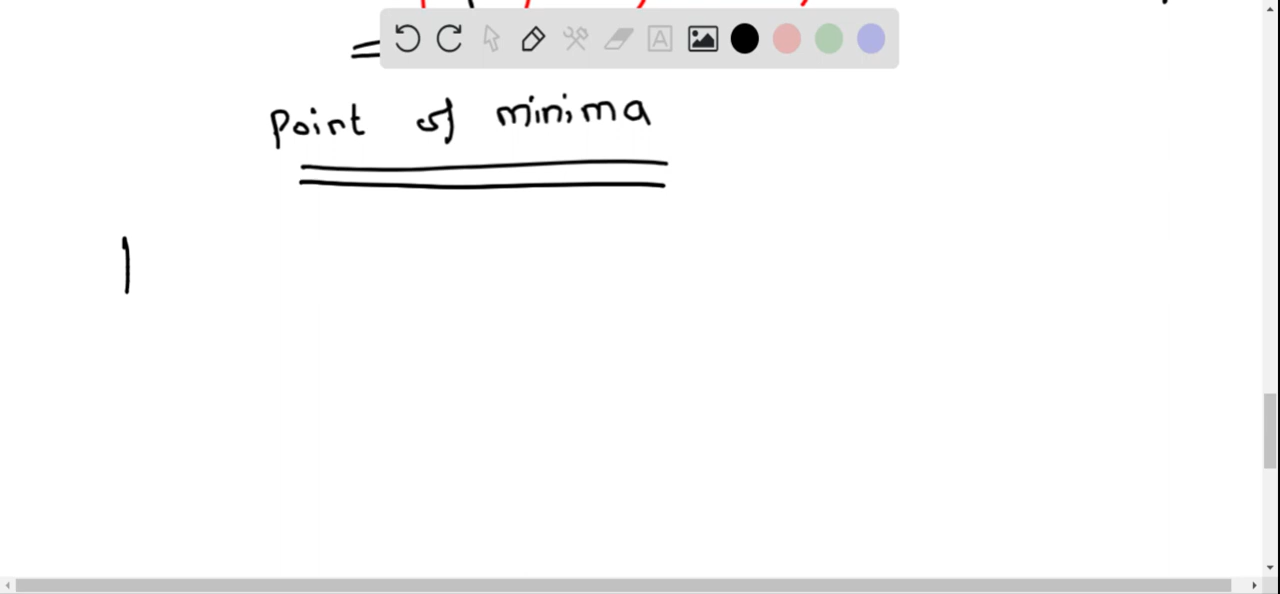 =
Point of minima